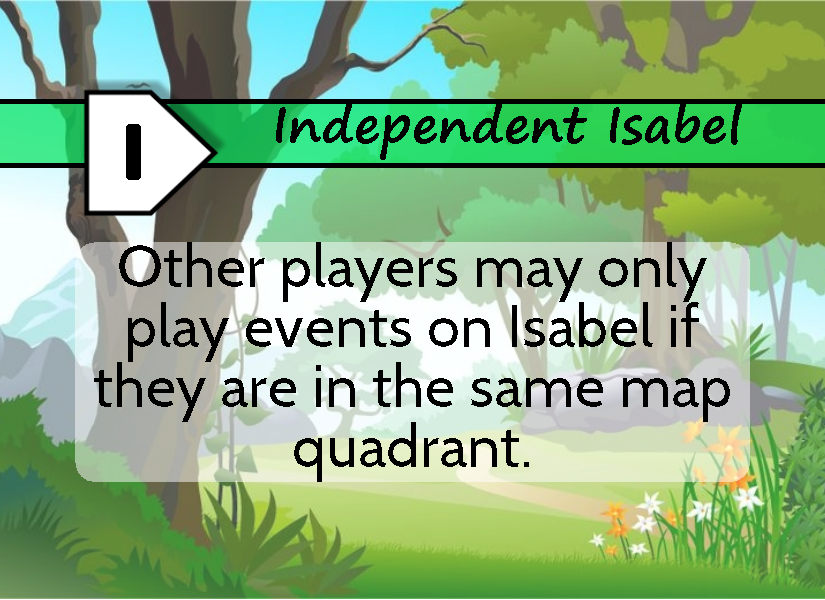 Independent Isabel
I
Other players may only
play events on Isabel if
they are in the same map
quadrant.